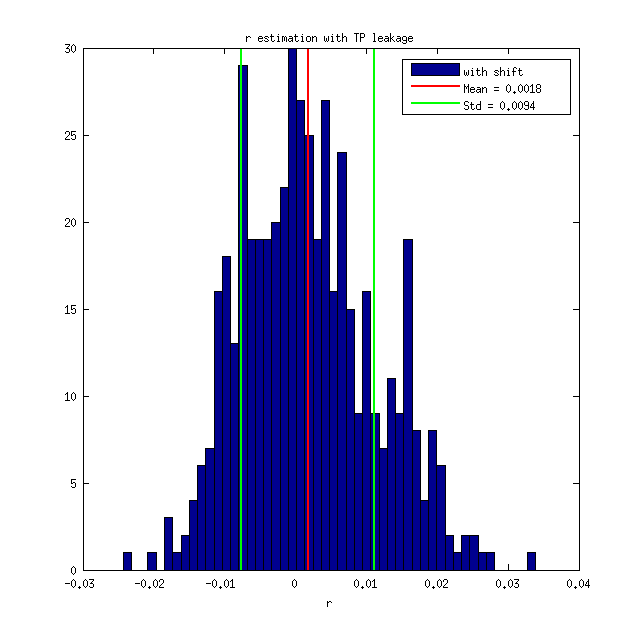 r estimation with TP leakage
with shift
Mean = 0.0018
Std = 0.0094
30
25
20
15
10
5
0
-0.03 -0.02 -0.01 0 0.01 0.02 0.03 0.04
r